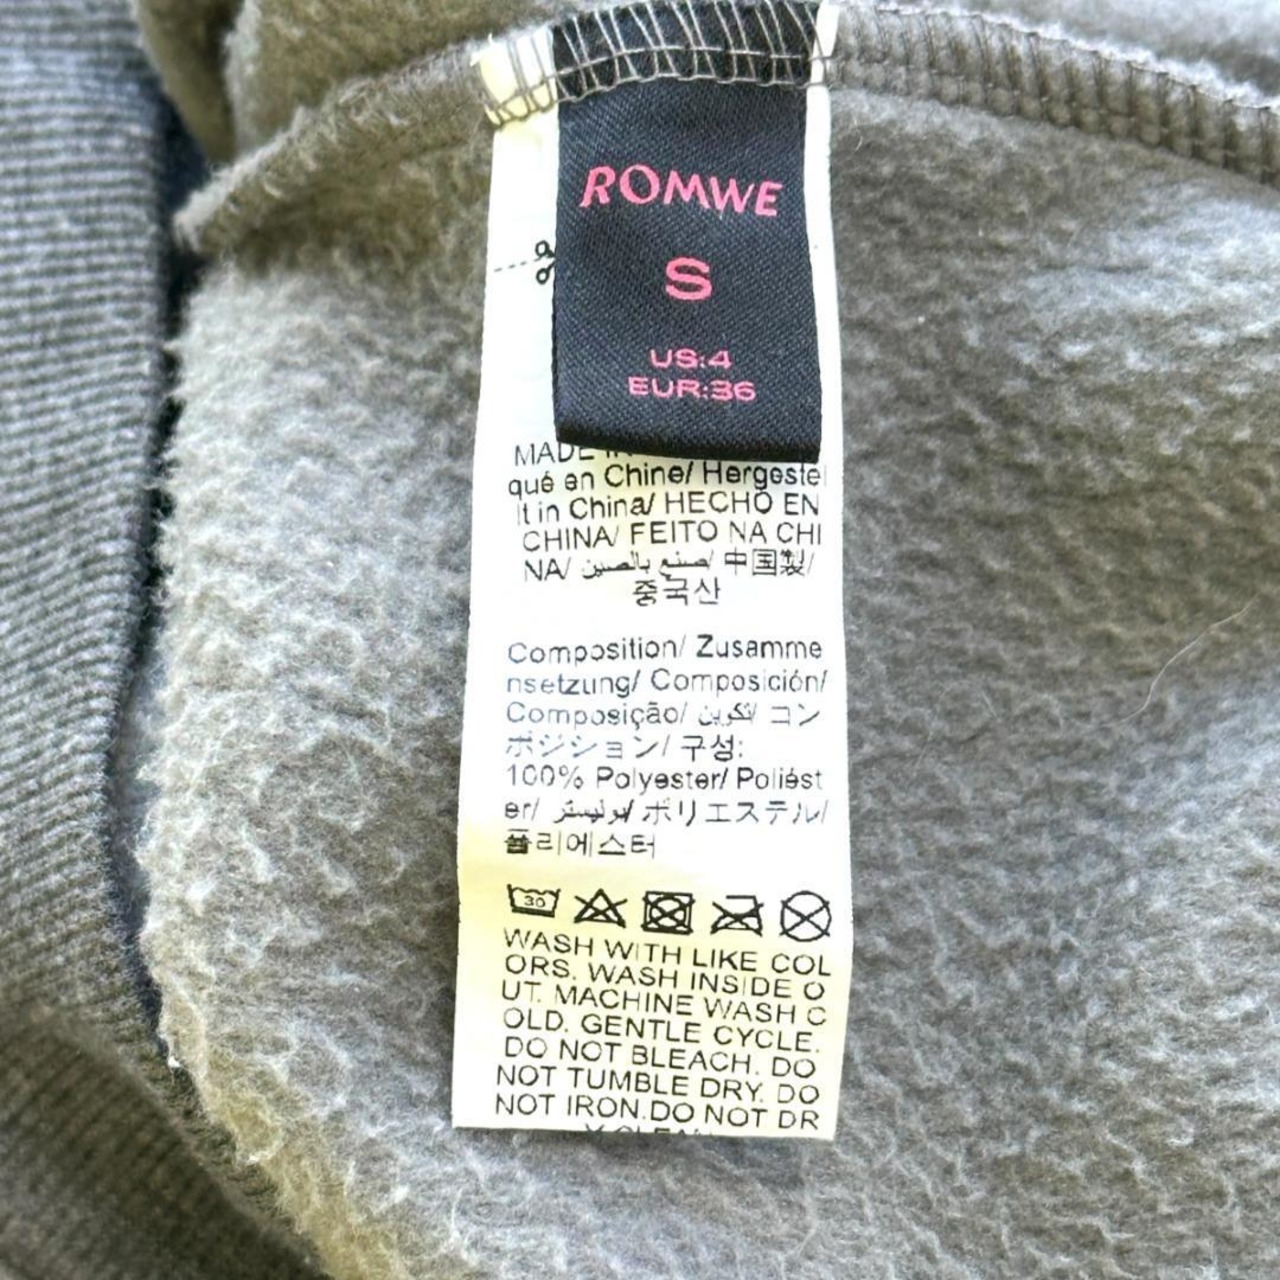 ROMWE
S
US:4
EUR:36
MADE IN
qué en Chine/ Hergestel
lt in China/ HECHO EN
CHINA/ FEITO NA CHI
NA/ صنع بالصين/ 中国製/
중국산
Composition/ Zusamme
nsetzung/ Composición/
Composição/ تكوين/ コン
ポジション/ 구성:
100% Polyester/ Poliést
er/ بوليستر/ ポリエステル/
폴리에스터
30
WASH WITH LIKE COL
ORS. WASH INSIDE O
UT. MACHINE WASH C
OLD. GENTLE CYCLE.
DO NOT BLEACH. DO
NOT TUMBLE DRY. DO
NOT IRON.DO NOT DR
Y CLEAN